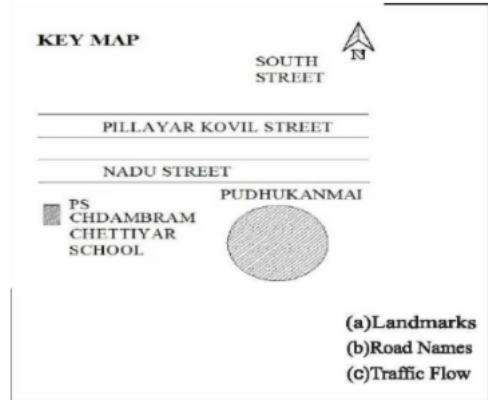 KEY MAP
N
SOUTH
STREET
PILLAYAR KOVIL STREET
NADU STREET
PUDHUKANMAI
PS
CHDAMBRAM
CHETTIYAR
SCHOOL
(a)Landmarks
(b)Road Names
(c)Traffic Flow